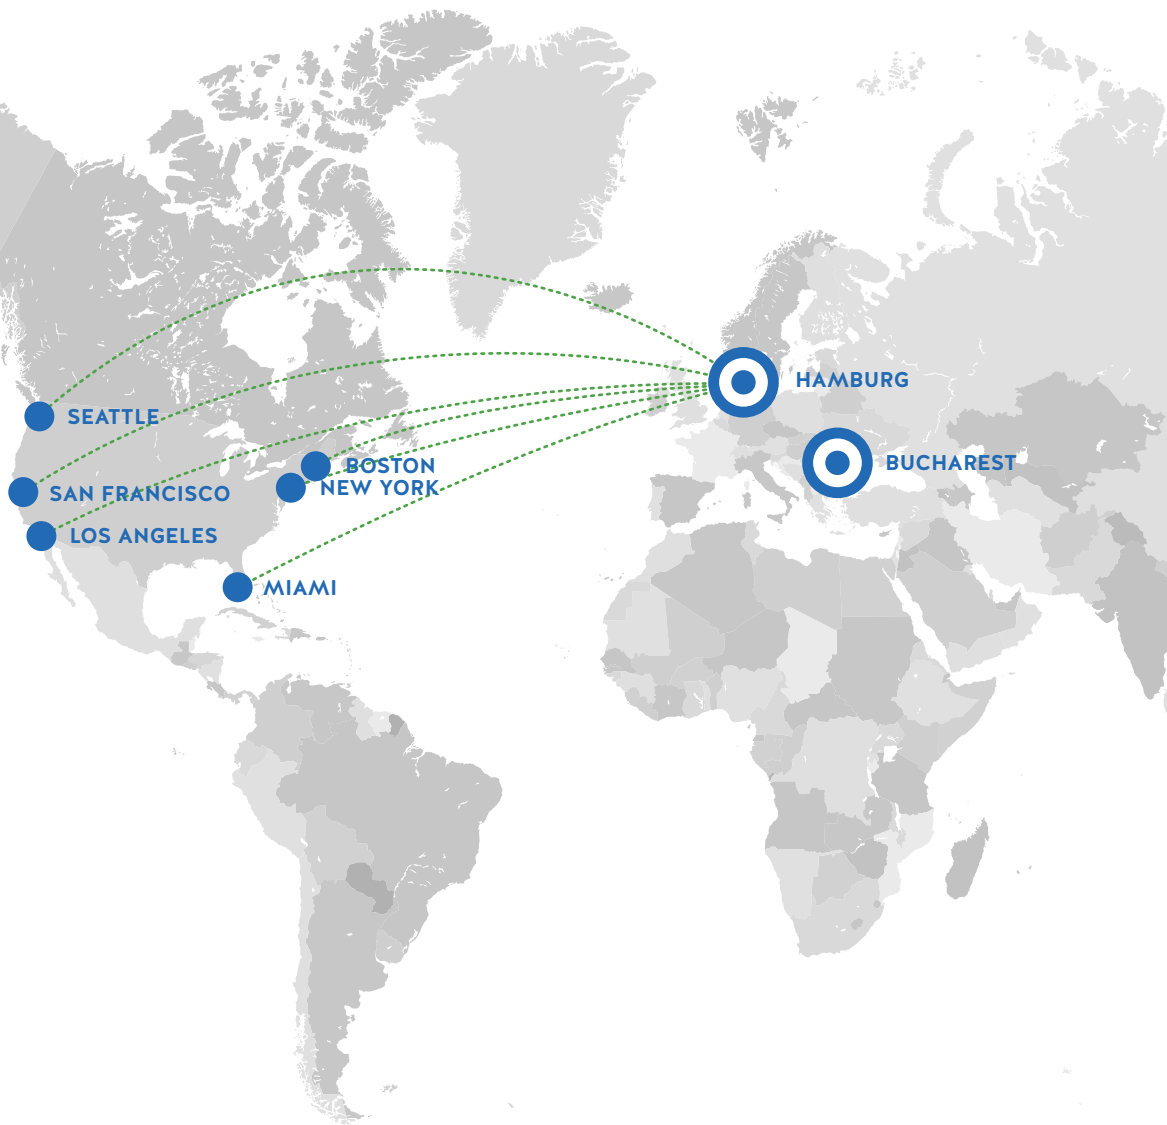 HAMBURG
SEATTLE
BUCHAREST
BOSTON
NEW YORK
SAN FRANCISCO
LOS ANGELES
MIAMI